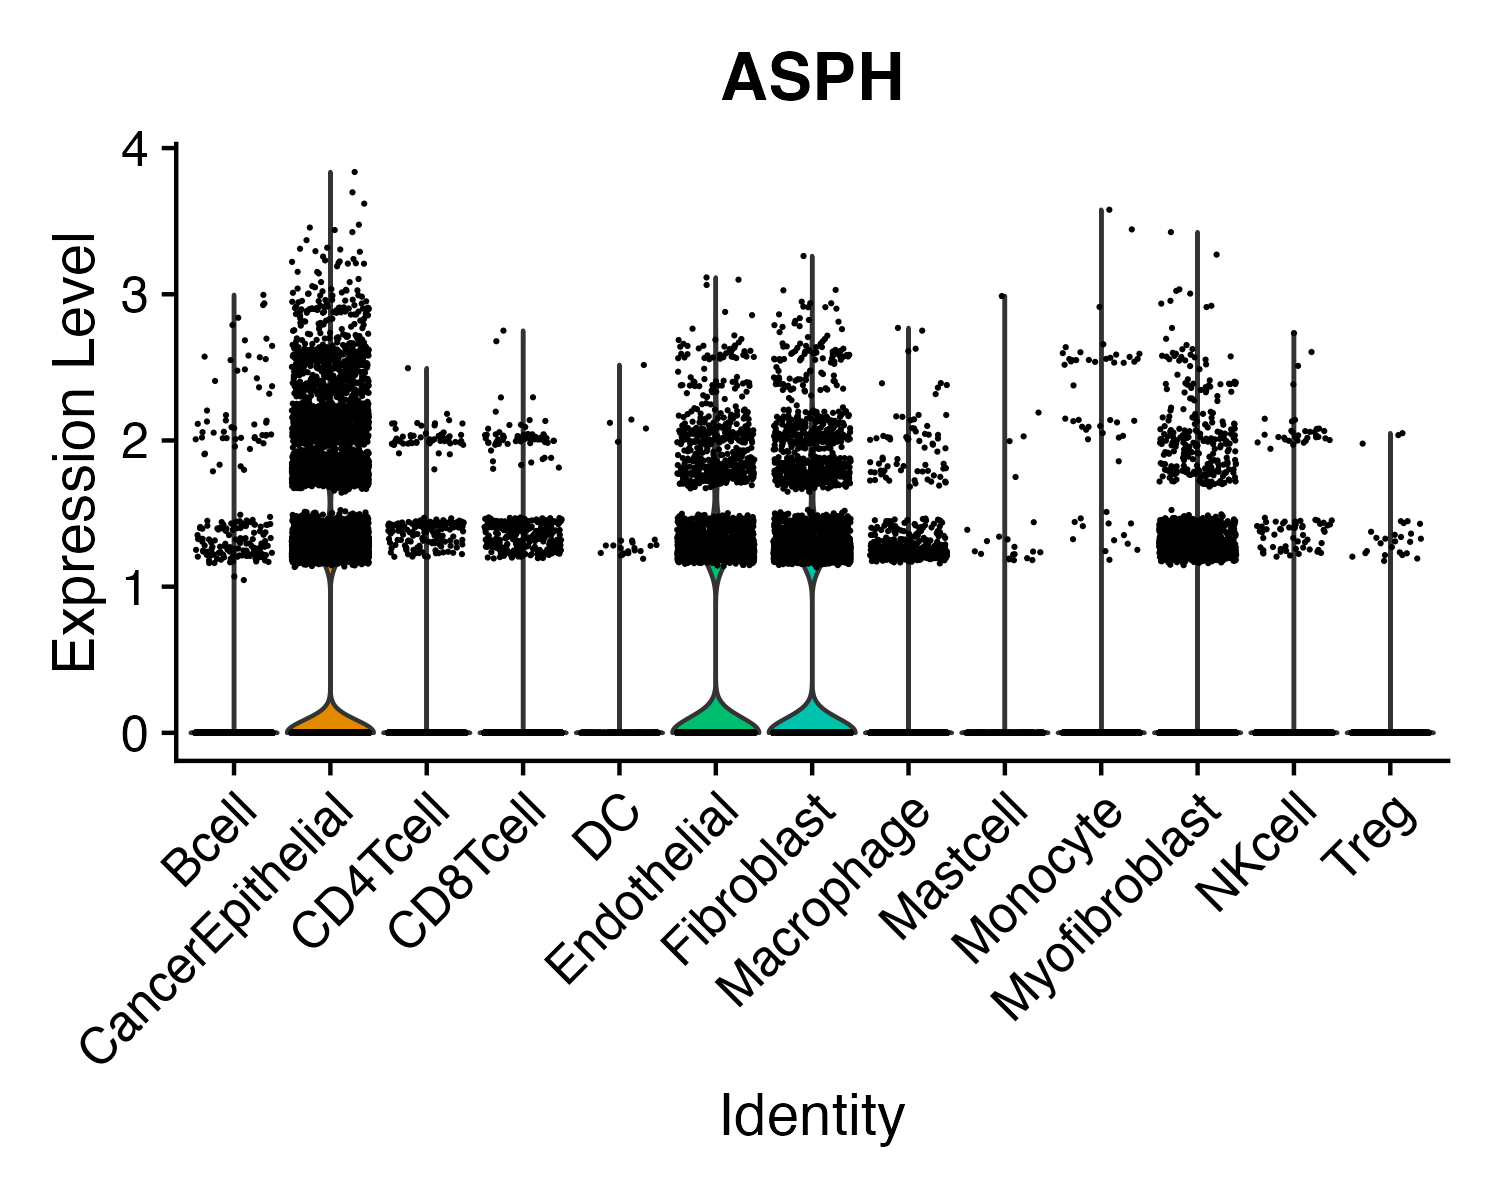 ASPH
Expression Level
4
3
2
1
0
Bcell
CancerEpithelial
CD4Tcell
CD8Tcell
DC
Endothelial
Fibroblast
Macrophage
Mastcell
Monocyte
Myofibroblast
NKcell
Treg
Identity